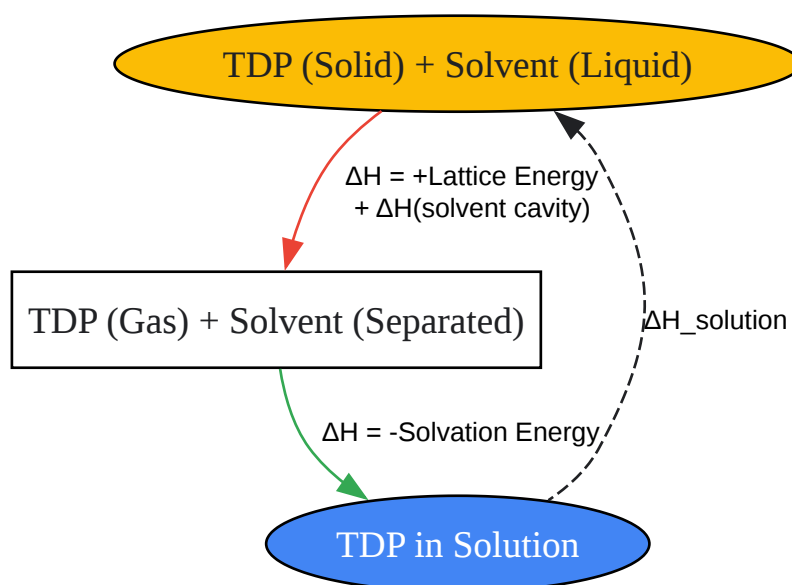 TDP (Solid) + Solvent (Liquid)
ΔH = +Lattice Energy
+ ΔH(solvent cavity)
TDP (Gas) + Solvent (Separated)
ΔH_solution
ΔH = -Solvation Energy
TDP in Solution